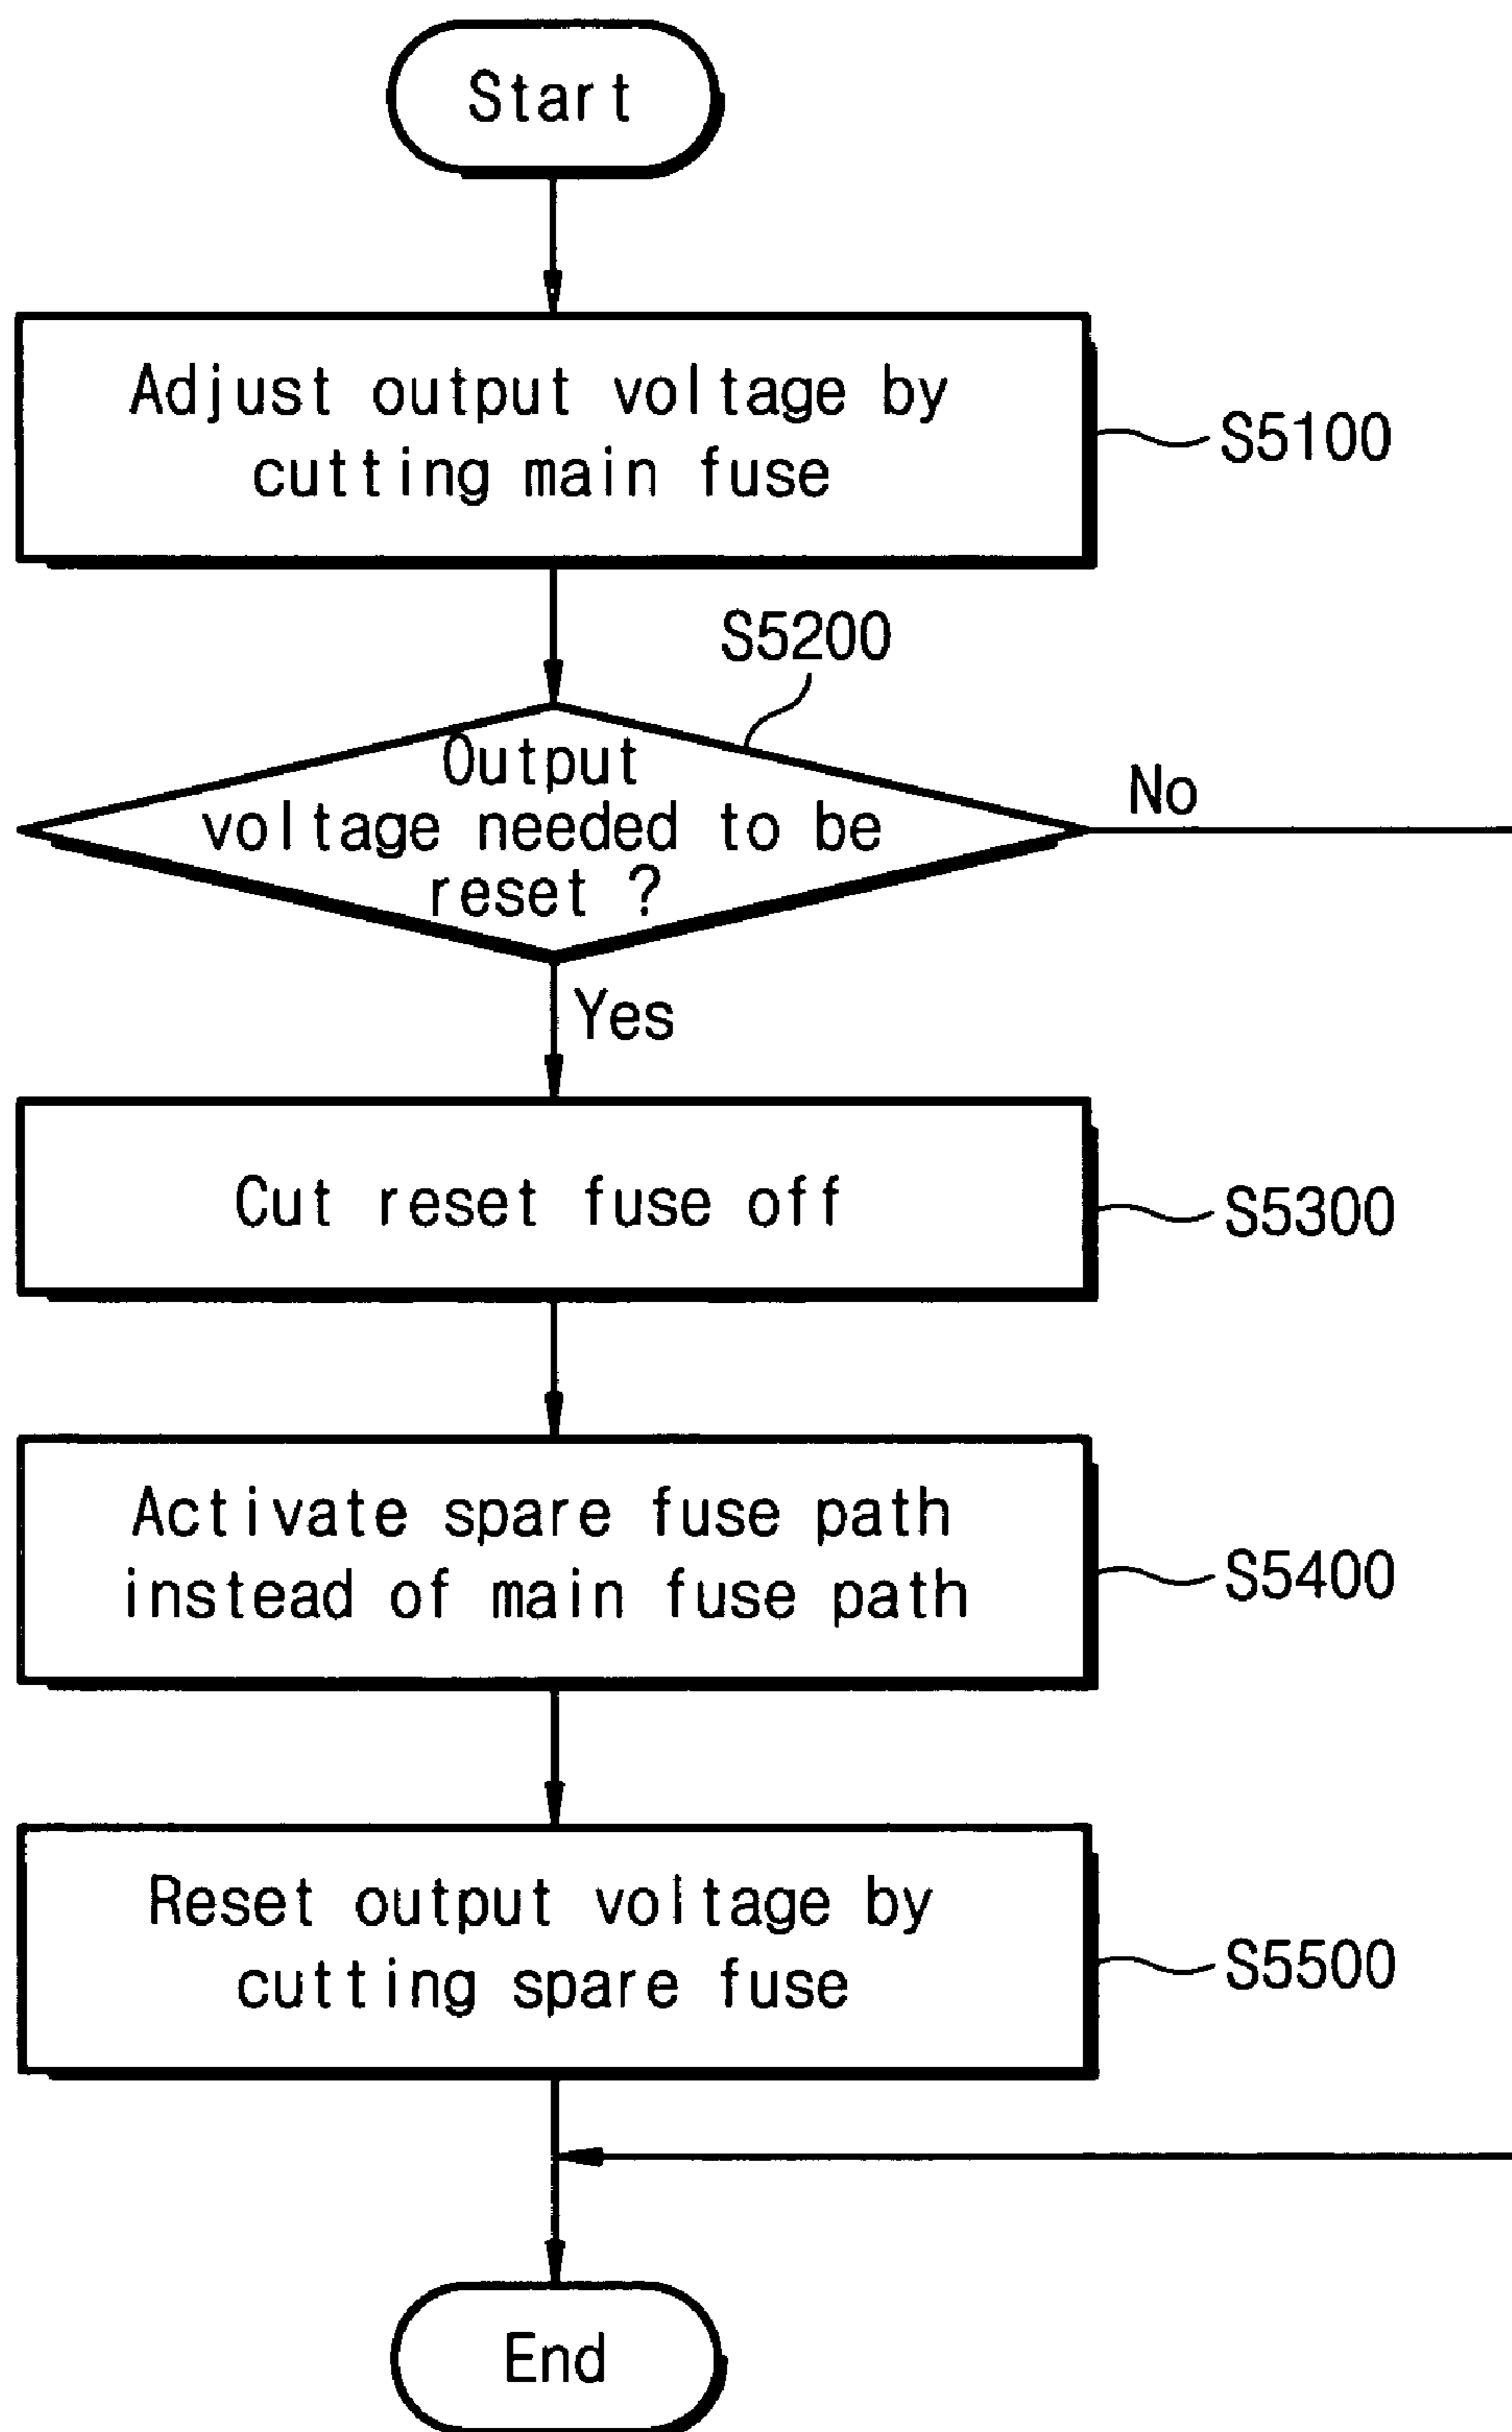 Start
Adjust output voltage by
cutting main fuse
S5100
S5200
Output
voltage needed to be
reset ?
No
Yes
Cut reset fuse off
S5300
Activate spare fuse path
instead of main fuse path
S5400
Reset output voltage by
cutting spare fuse
S5500
End